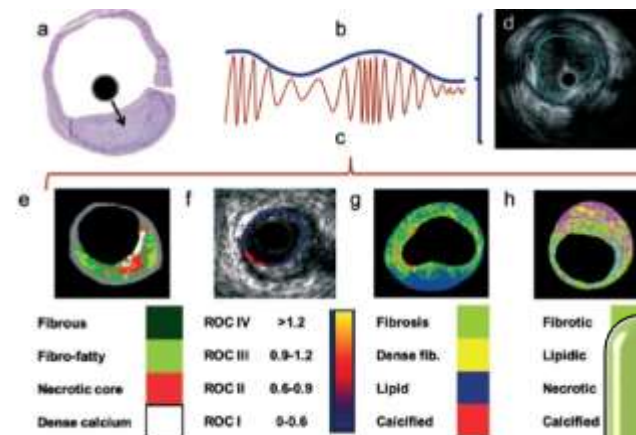 a
b
d
c
e
f
g
h
Fibrous
Fibro-fatty
Necrotic core
Dense calcium
ROC IV >1.2
ROC III 0.9-1.2
ROC II 0.6-0.9
ROC I 0-0.6
Fibrosis
Dense fib.
Lipid
Calcified
Fibrotic
Lipidic
Necrotic
Calcified